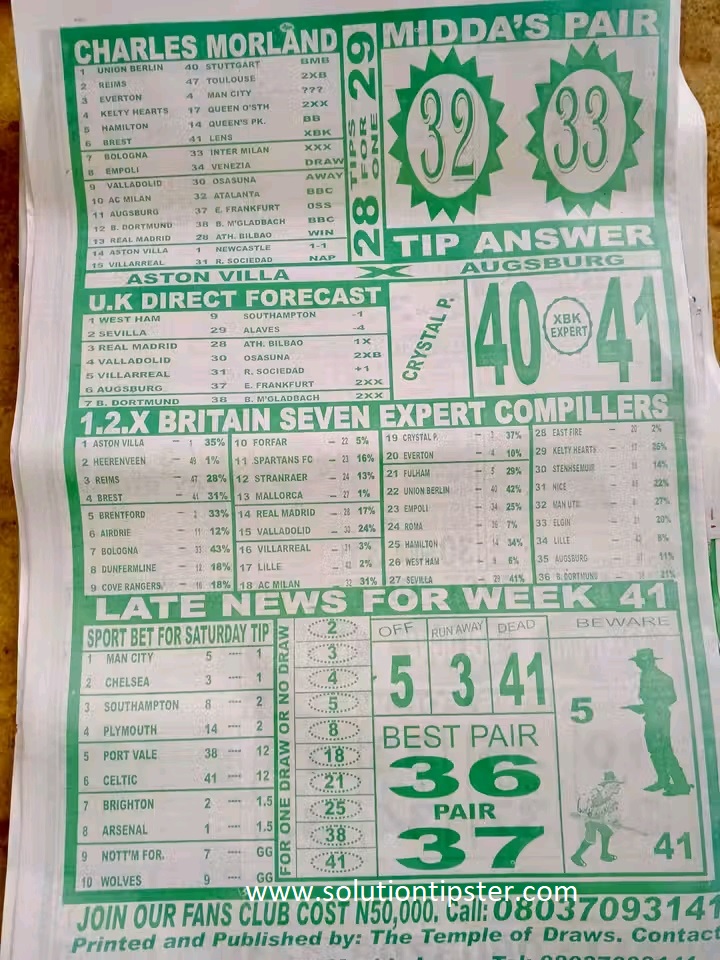 CHARLES MORLAND
1 UNION BERLIN 40 STUTTGART BMB
2 REIMS 47 TOULOUSE 2XB
3 EVERTON 4 MAN CITY ???
4 KELTY HEARTS 17 QUEEN O'STH 2XX
5 HAMILTON 14 QUEEN'S PK. BB
6 BREST 41 LENS XBK
7 BOLOGNA 33 INTER MILAN XXX
8 EMPOLI 34 VENEZIA DRAW
9 VALLADOLID 30 OSASUNA AWAY
10 AC MILAN 32 ATALANTA BBC
11 AUGSBURG 37 E. FRANKFURT 0SS
12 B. DORTMUND 38 B. M'GLADBACH BBC
13 REAL MADRID 28 ATH. BILBAO WIN
14 ASTON VILLA 1 NEWCASTLE 1-1
15 VILLARREAL 31 R. SOCIEDAD NAP
28 TIPS FOR ONE 29
MIDDA'S PAIR
32 33
TIP ANSWER
ASTON VILLA X AUGSBURG
U.K DIRECT FORECAST
1 WEST HAM 9 SOUTHAMPTON -1
2 SEVILLA 29 ALAVES -4
3 REAL MADRID 28 ATH. BILBAO 1X
4 VALLADOLID 30 OSASUNA 2XB
5 VILLARREAL 31 R. SOCIEDAD +1
6 AUGSBURG 37 E. FRANKFURT 2XX
7 B. DORTMUND 38 B. M'GLADBACH 2XX
CRYSTAL P.
40 XBK EXPERT 41
1.2.X BRITAIN SEVEN EXPERT COMPILLERS
1 ASTON VILLA - 1 35%
2 HEERENVEEN - 49 1%
3 REIMS - 47 28%
4 BREST - 41 31%
5 BRENTFORD - 2 33%
6 AIRDRIE - 11 12%
7 BOLOGNA - 33 43%
8 DUNFERMLINE - 12 16%
9 COVE RANGERS - 16 18%
10 FORFAR - 22 5%
11 SPARTANS FC - 23 16%
12 STRANRAER - 24 13%
13 MALLORCA - 27 1%
14 REAL MADRID - 28 17%
15 VALLADOLID - 30 24%
16 VILLARREAL - 31 3%
17 LILLE - 43 2%
18 AC MILAN - 32 31%
19 CRYSTAL P. - 3 37%
20 EVERTON - 4 10%
21 FULHAM - 5 29%
22 UNION BERLIN - 40 42%
23 EMPOLI - 34 25%
24 ROMA - 7%
25 HAMILTON - 14 34%
26 WEST HAM - 9 6%
27 SEVILLA - 29 41%
28 EAST FIRE - 20 2%
29 KELTY HEARTS - 17
30 STENHSEMUIR - 14%
31 NICE - 22%
32 MAN UTD - 27%
33 ELGIN - 20%
34 LILLE -
35 AUGSBURG - 11%
36 B. DORTMUND - 21%
LATE NEWS FOR WEEK 41
SPORT BET FOR SATURDAY TIP
1 MAN CITY 5 ---- 1
2 CHELSEA 3 ---- 1
3 SOUTHAMPTON 8 ---- 2
4 PLYMOUTH 14 ---- 2
5 PORT VALE 38 ---- 12
6 CELTIC 41 ---- 12
7 BRIGHTON 2 ---- 1.5
8 ARSENAL 1 ---- 1.5
9 NOTT'M FOR. 7 ---- GG
10 WOLVES 9 ---- GG
FOR ONE DRAW OR NO DRAW
2
3
4
5
8
18
21
25
38
41
OFF RUN AWAY DEAD
5 3 41
BEST PAIR
36
PAIR
37
BEWARE
5
41
www.solutiontipster.com
JOIN OUR FANS CLUB COST N50,000. Call: 08037093141
Printed and Published by: The Temple of Draws. Contact